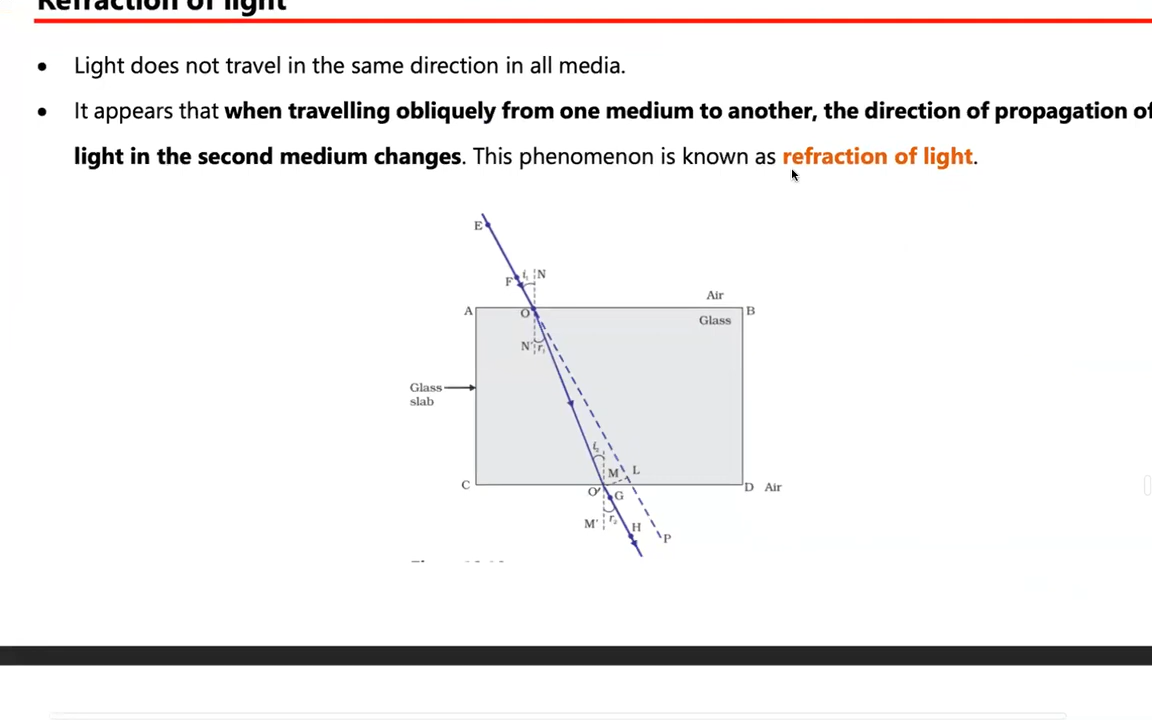 Refraction of light
• Light does not travel in the same direction in all media.
• It appears that when travelling obliquely from one medium to another, the direction of propagation of
light in the second medium changes. This phenomenon is known as refraction of light.
E
F i₁ N
Air
A O B
Glass
N' r₁
Glass
slab
i₂
M L
C O' G D Air
M' r₂ H P